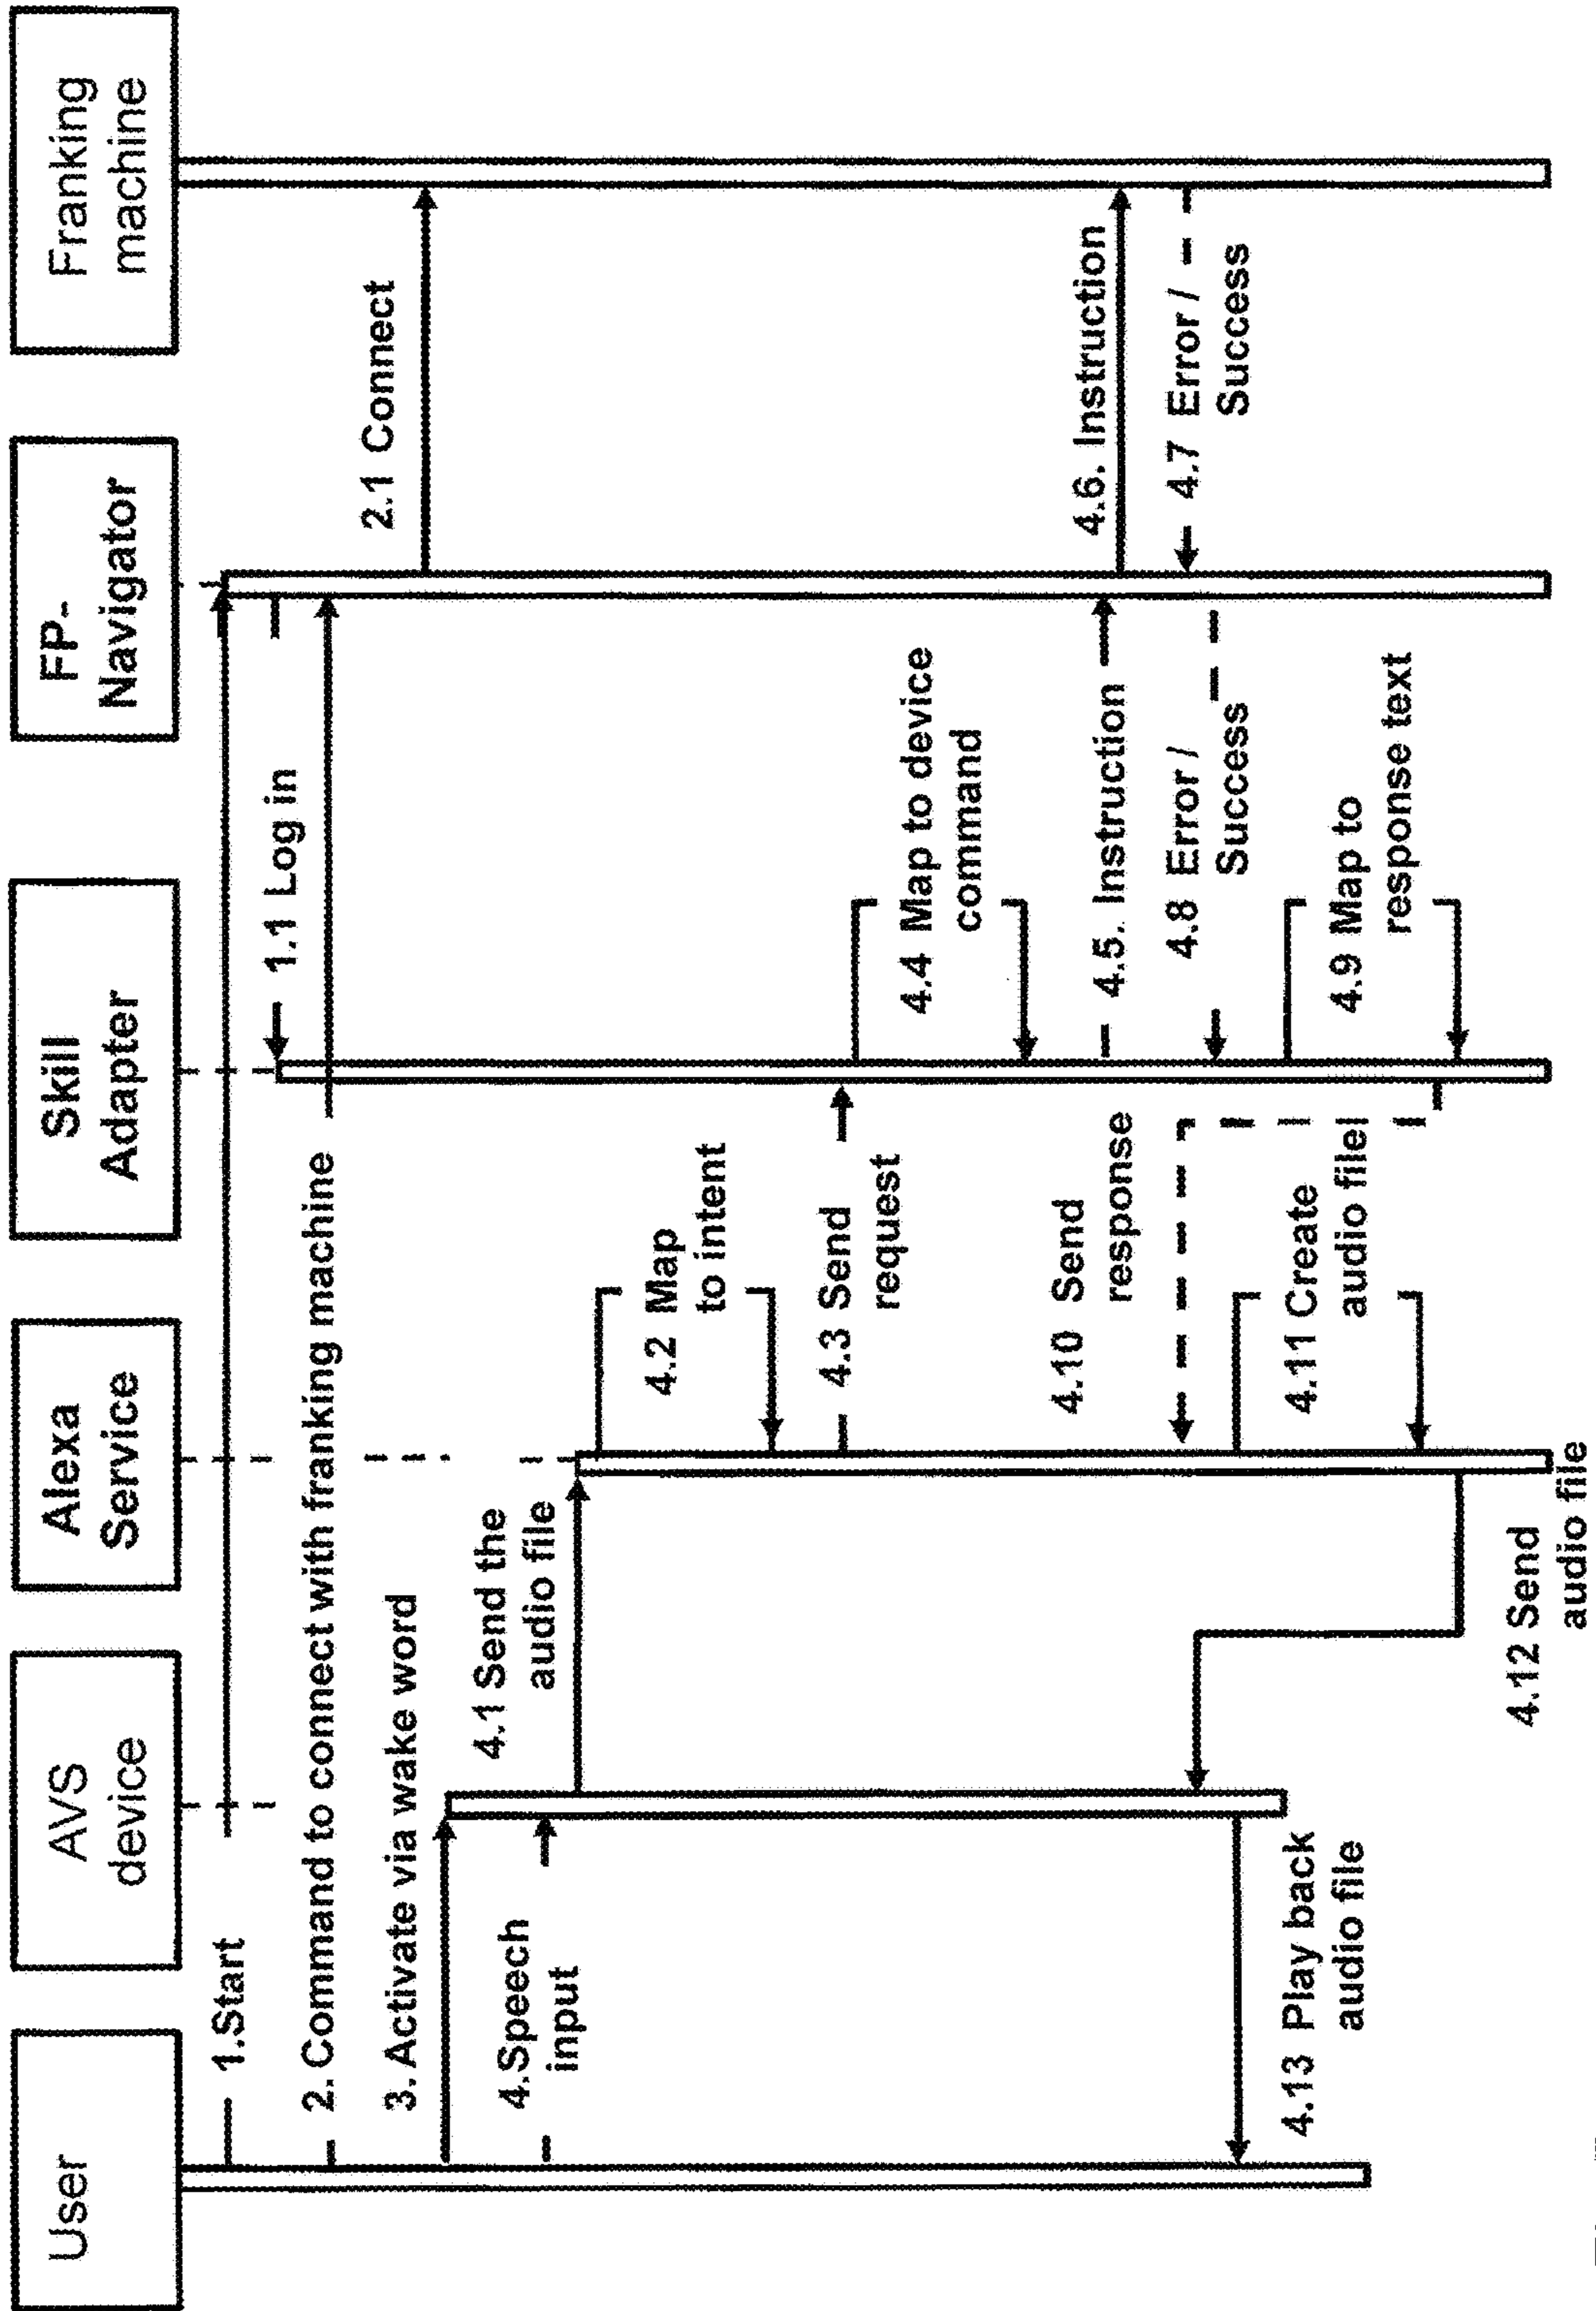 User
AVS
device
Alexa
Service
Skill
Adapter
FP-
Navigator
Franking
machine
1.Start
1.1 Log in
2. Command to connect with franking machine
2.1 Connect
3. Activate via wake word
4.Speech
input
4.1 Send the
audio file
4.2 Map
to intent
4.3 Send
request
4.4 Map to device
command
4.5. Instruction
4.6. Instruction
4.7 Error /
Success
4.8 Error /
Success
4.9 Map to
response text
4.10 Send
response
4.11 Create
audio filel
4.12 Send
audio file
4.13 Play back
audio file